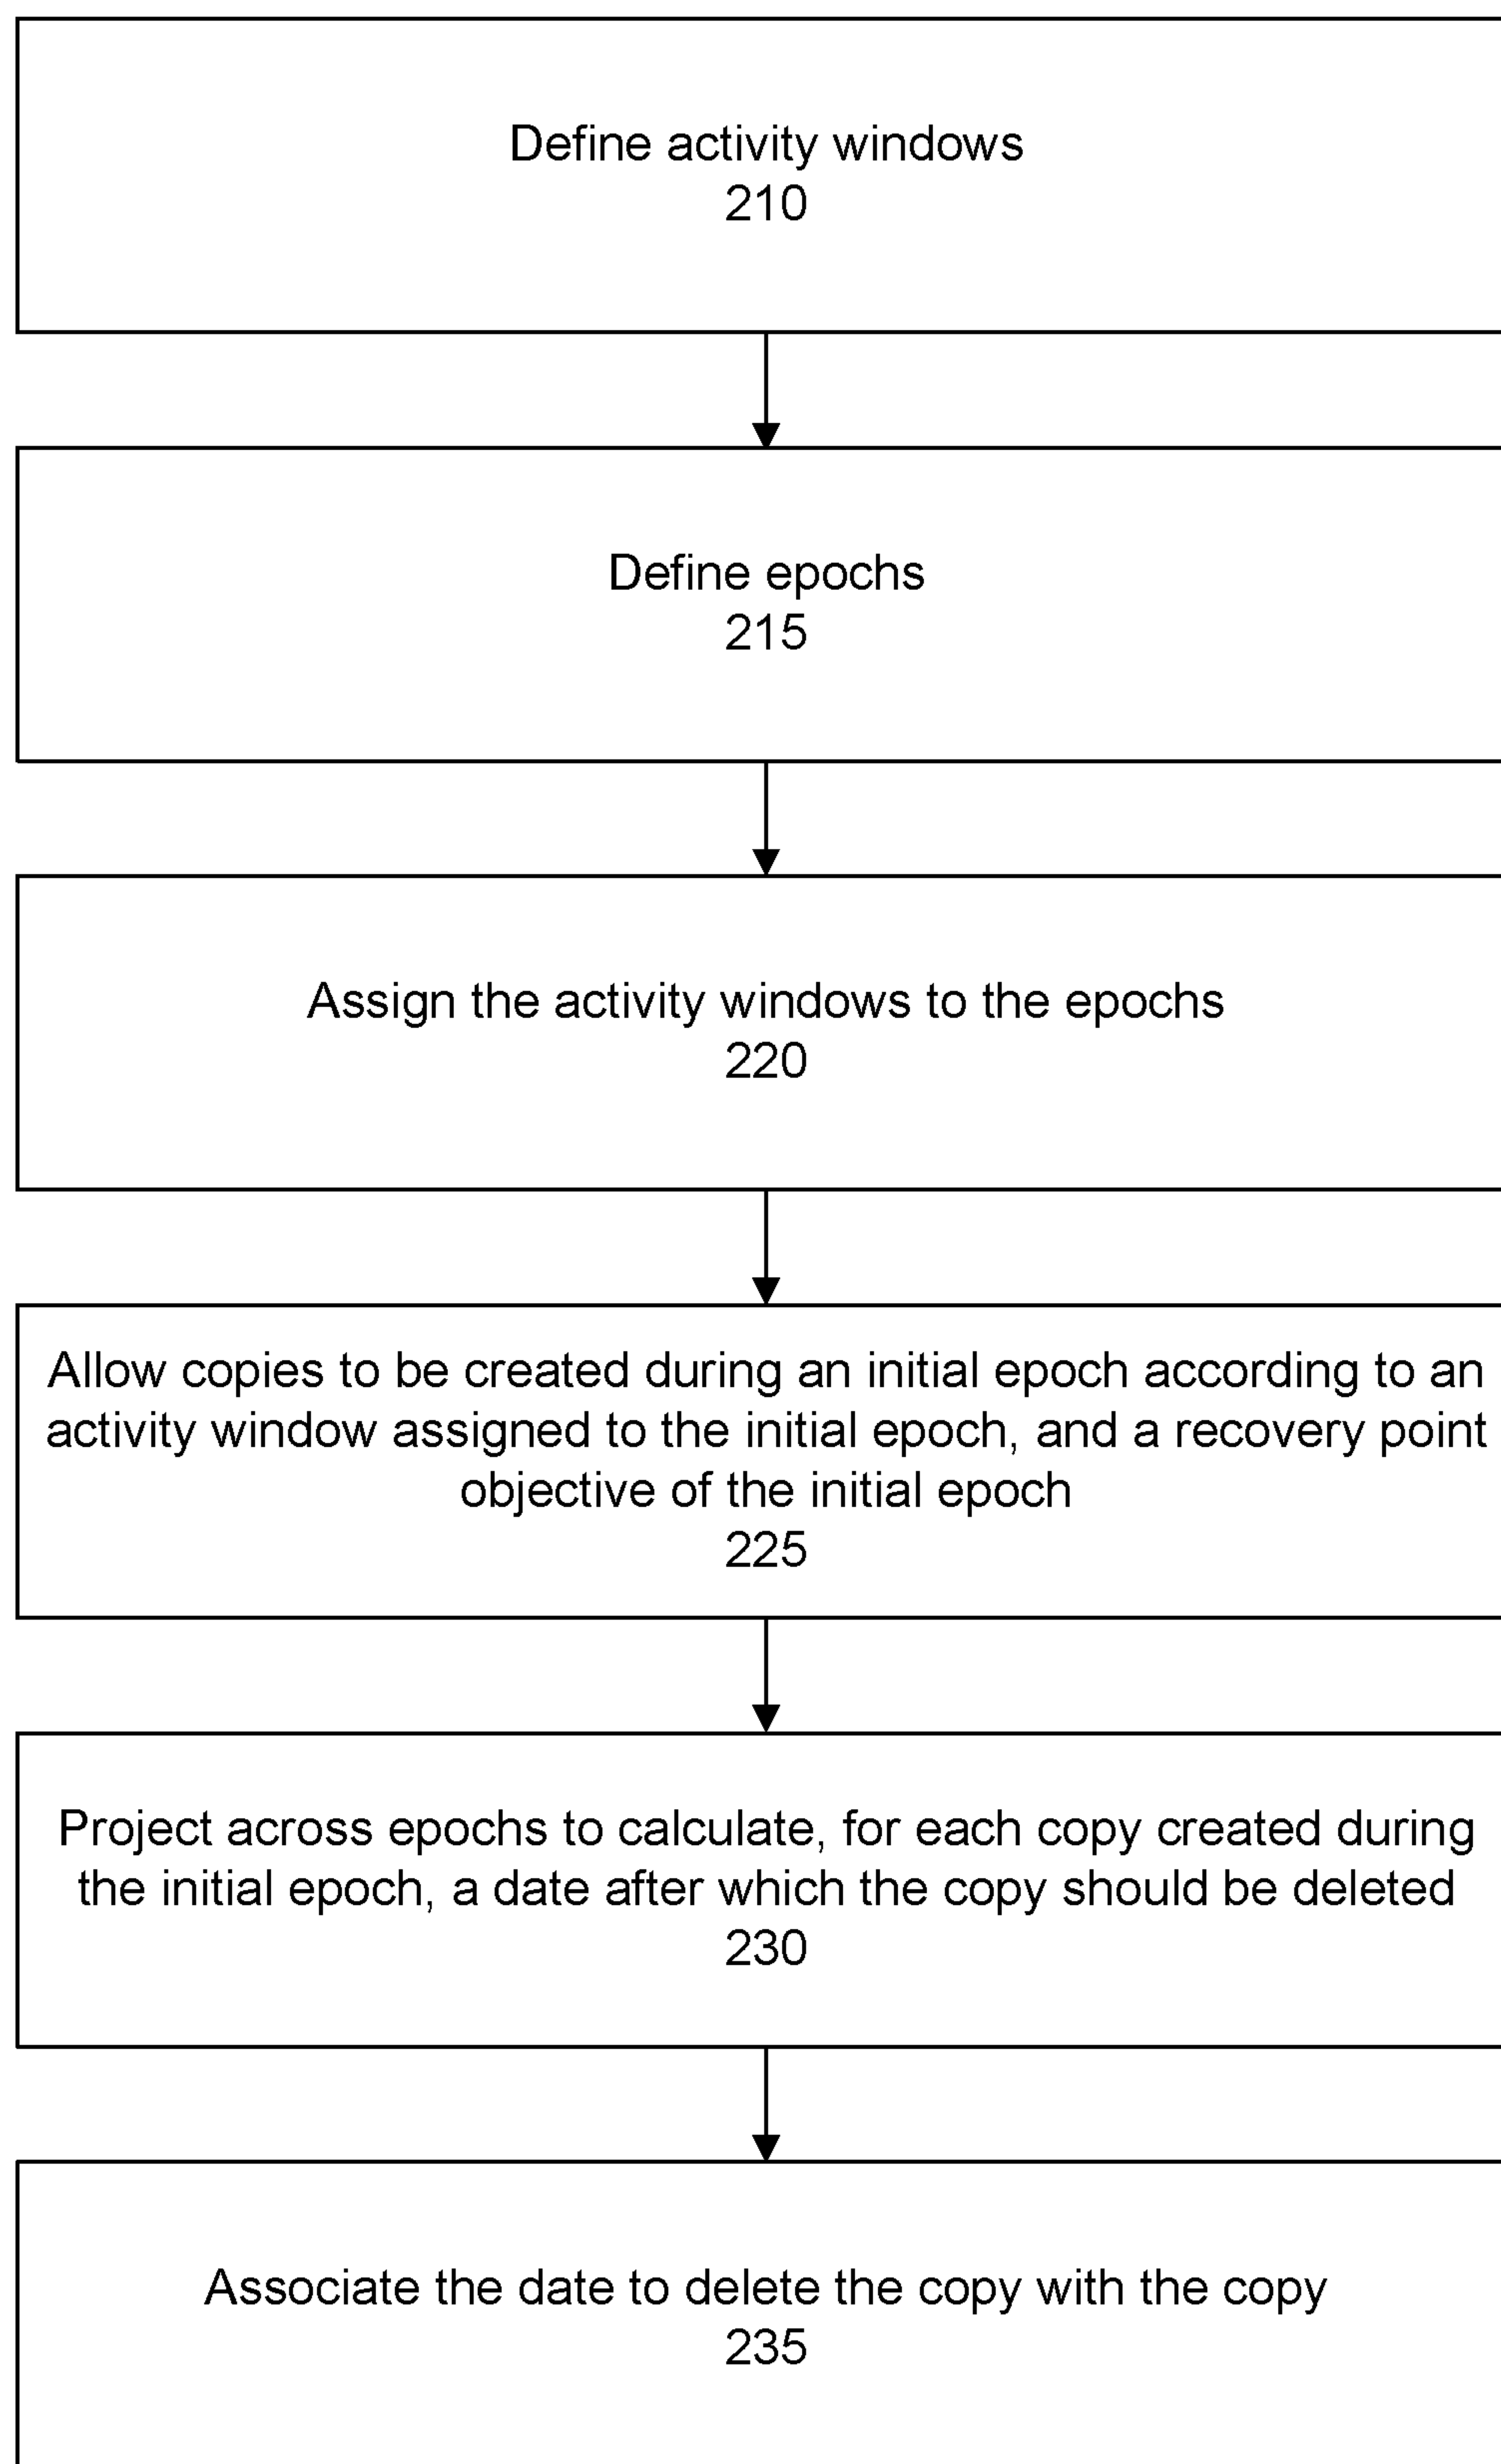 Define activity windows
210
Define epochs
215
Assign the activity windows to the epochs
220
Allow copies to be created during an initial epoch according to an
activity window assigned to the initial epoch, and a recovery point
objective of the initial epoch
225
Project across epochs to calculate, for each copy created during
the initial epoch, a date after which the copy should be deleted
230
Associate the date to delete the copy with the copy
235